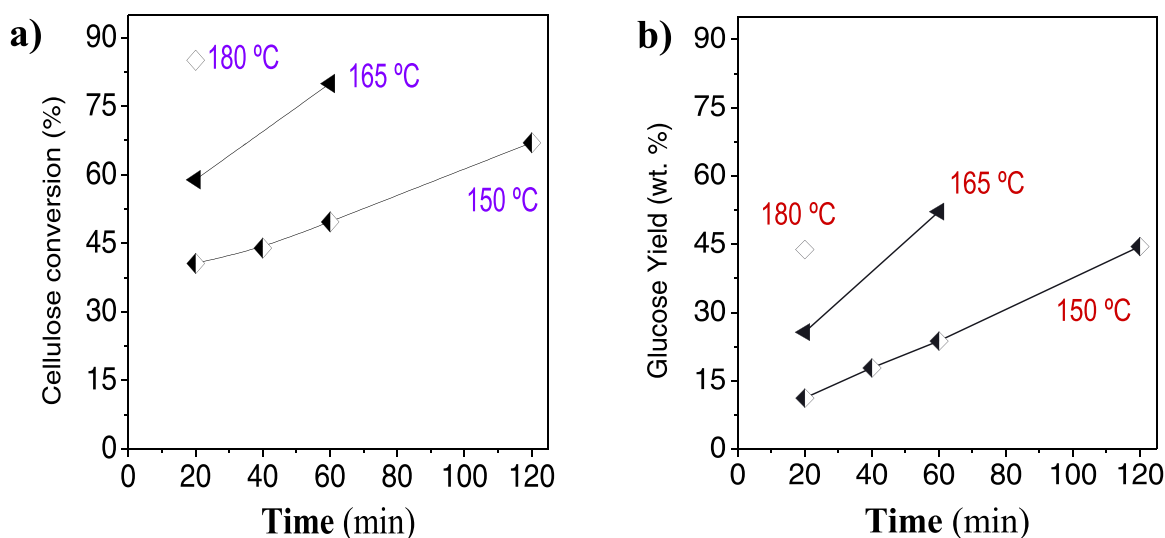 a)
Cellulose conversion (%)
90
75
60
45
30
15
0
180 ºC
165 ºC
150 ºC
0 20 40 60 80 100 120
Time (min)
b)
Glucose Yield (wt. %)
90
75
60
45
30
15
0
165 ºC
180 ºC
150 ºC
0 20 40 60 80 100 120
Time (min)